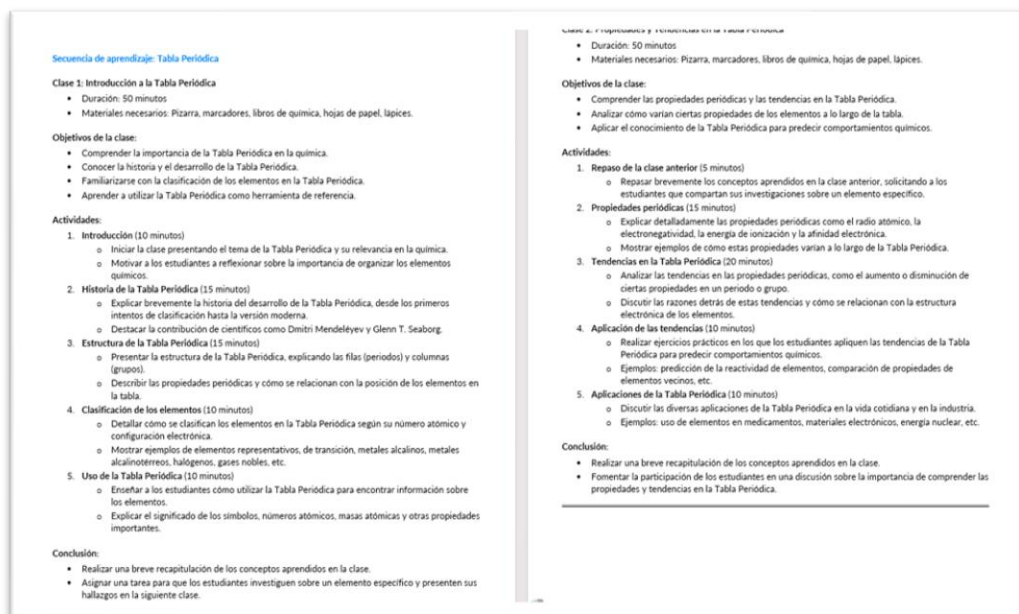 Secuencia de aprendizaje: Tabla Periódica
Clase 1: Introducción a la Tabla Periódica
• Duración: 50 minutos
• Materiales necesarios: Pizarra, marcadores, libros de química, hojas de papel, lápices.
Objetivos de la clase:
• Comprender la importancia de la Tabla Periódica en la química.
• Conocer la historia y el desarrollo de la Tabla Periódica.
• Familiarizarse con la clasificación de los elementos en la Tabla Periódica.
• Aprender a utilizar la Tabla Periódica como herramienta de referencia.
Actividades:
1. Introducción (10 minutos)
o Iniciar la clase presentando el tema de la Tabla Periódica y su relevancia en la química.
o Motivar a los estudiantes a reflexionar sobre la importancia de organizar los elementos
químicos.
2. Historia de la Tabla Periódica (15 minutos)
o Explicar brevemente la historia del desarrollo de la Tabla Periódica, desde los primeros
intentos de clasificación hasta la versión moderna.
o Destacar la contribución de científicos como Dmitri Mendeléyev y Glenn T. Seaborg.
3. Estructura de la Tabla Periódica (15 minutos)
o Presentar la estructura de la Tabla Periódica, explicando las filas (periodos) y columnas
(grupos).
o Describir las propiedades periódicas y cómo se relacionan con la posición de los elementos en
la tabla.
4. Clasificación de los elementos (10 minutos)
o Detallar cómo se clasifican los elementos en la Tabla Periódica según su número atómico y
configuración electrónica.
o Mostrar ejemplos de elementos representativos, de transición, metales alcalinos, metales
alcalinotérreos, halógenos, gases nobles, etc.
5. Uso de la Tabla Periódica (10 minutos)
o Enseñar a los estudiantes cómo utilizar la Tabla Periódica para encontrar información sobre
los elementos.
o Explicar el significado de los símbolos, números atómicos, masas atómicas y otras propiedades
importantes.
Conclusión:
• Realizar una breve recapitulación de los conceptos aprendidos en la clase.
• Asignar una tarea para que los estudiantes investiguen sobre un elemento específico y presenten sus
hallazgos en la siguiente clase.
Clase 2: Propiedades y Tendencias en la Tabla Periódica
• Duración: 50 minutos
• Materiales necesarios: Pizarra, marcadores, libros de química, hojas de papel, lápices.
Objetivos de la clase:
• Comprender las propiedades periódicas y las tendencias en la Tabla Periódica.
• Analizar cómo varían ciertas propiedades de los elementos a lo largo de la tabla.
• Aplicar el conocimiento de la Tabla Periódica para predecir comportamientos químicos.
Actividades:
1. Repaso de la clase anterior (5 minutos)
o Repasar brevemente los conceptos aprendidos en la clase anterior, solicitando a los
estudiantes que compartan sus investigaciones sobre un elemento específico.
2. Propiedades periódicas (15 minutos)
o Explicar detalladamente las propiedades periódicas como el radio atómico, la
electronegatividad, la energía de ionización y la afinidad electrónica.
o Mostrar ejemplos de cómo estas propiedades varían a lo largo de la Tabla Periódica.
3. Tendencias en la Tabla Periódica (20 minutos)
o Analizar las tendencias en las propiedades periódicas, como el aumento o disminución de
ciertas propiedades en un periodo o grupo.
o Discutir las razones detrás de estas tendencias y cómo se relacionan con la estructura
electrónica de los elementos.
4. Aplicación de las tendencias (10 minutos)
o Realizar ejercicios prácticos en los que los estudiantes apliquen las tendencias de la Tabla
Periódica para predecir comportamientos químicos.
o Ejemplos: predicción de la reactividad de elementos, comparación de propiedades de
elementos vecinos, etc.
5. Aplicaciones de la Tabla Periódica (10 minutos)
o Discutir las diversas aplicaciones de la Tabla Periódica en la vida cotidiana y en la industria.
o Ejemplos: uso de elementos en medicamentos, materiales electrónicos, energía nuclear, etc.
Conclusión:
• Realizar una breve recapitulación de los conceptos aprendidos en la clase.
• Fomentar la participación de los estudiantes en una discusión sobre la importancia de comprender las
propiedades y tendencias en la Tabla Periódica.